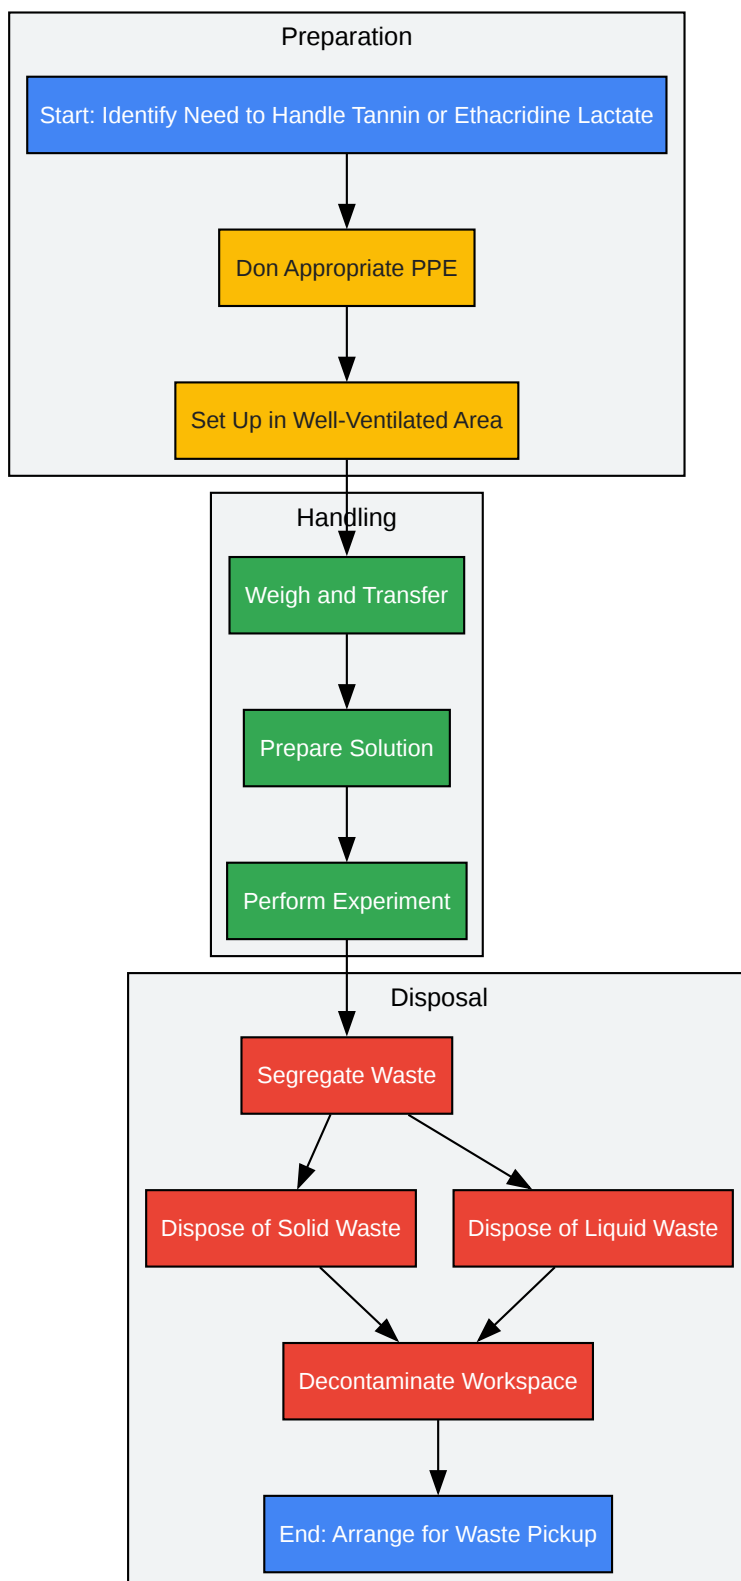 Preparation
Start: Identify Need to Handle Tannin or Ethacridine Lactate
Don Appropriate PPE
Set Up in Well-Ventilated Area
Handling
Weigh and Transfer
Prepare Solution
Perform Experiment
Disposal
Segregate Waste
Dispose of Solid Waste
Dispose of Liquid Waste
Decontaminate Workspace
End: Arrange for Waste Pickup